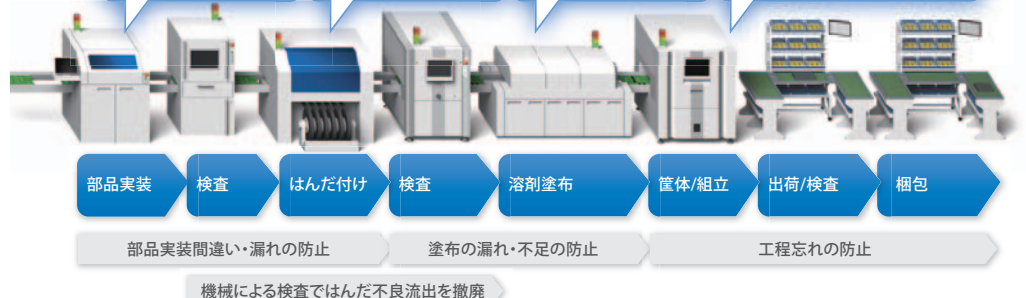 部品実装
検査
はんだ付け
検査
溶剤塗布
筐体/組立
出荷/検査
梱包
部品実装間違い・漏れの防止
塗布の漏れ・不足の防止
工程忘れの防止
機械による検査ではんだ不良流出を撤廃